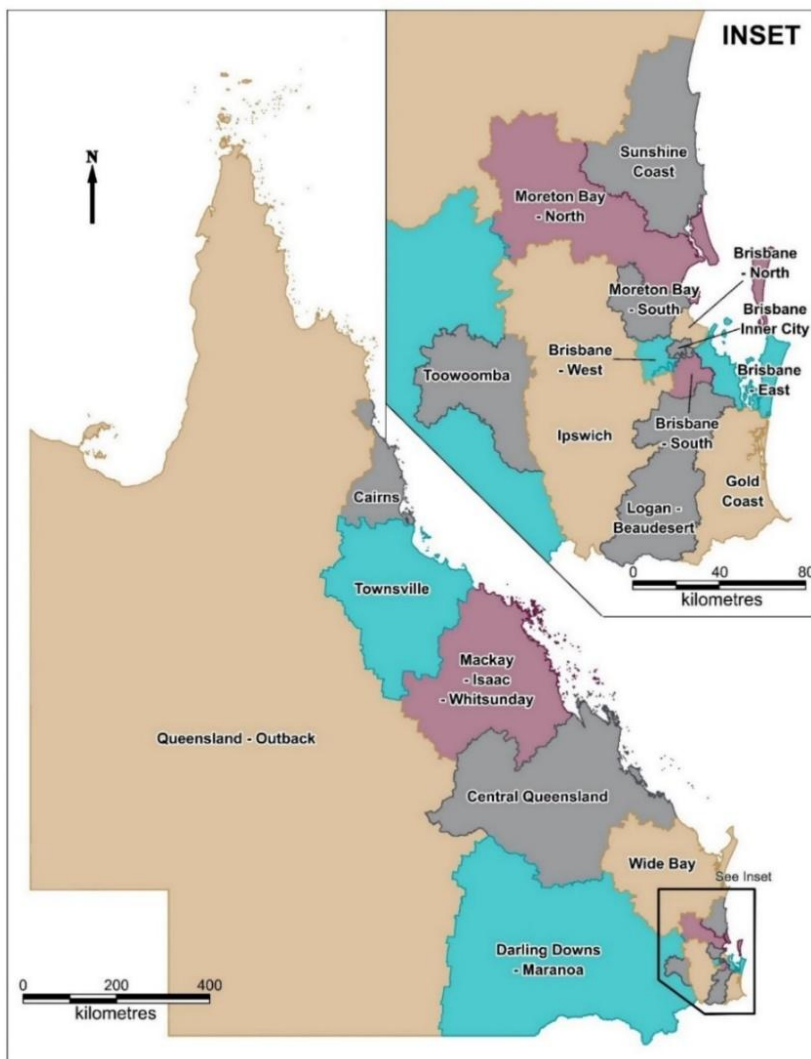 INSET
N
Sunshine
Coast
Moreton Bay
- North
Brisbane
- North
Moreton Bay
- South
Brisbane
Inner City
Brisbane
- West
Toowoomba
Brisbane
- East
Ipswich
Brisbane
- South
Gold
Coast
Logan -
Beaudesert
0 40 80
kilometres
Cairns
Townsville
Mackay
- Isaac
- Whitsunday
Queensland - Outback
Central Queensland
Wide Bay
See Inset
Darling Downs
- Maranoa
0 200 400
kilometres